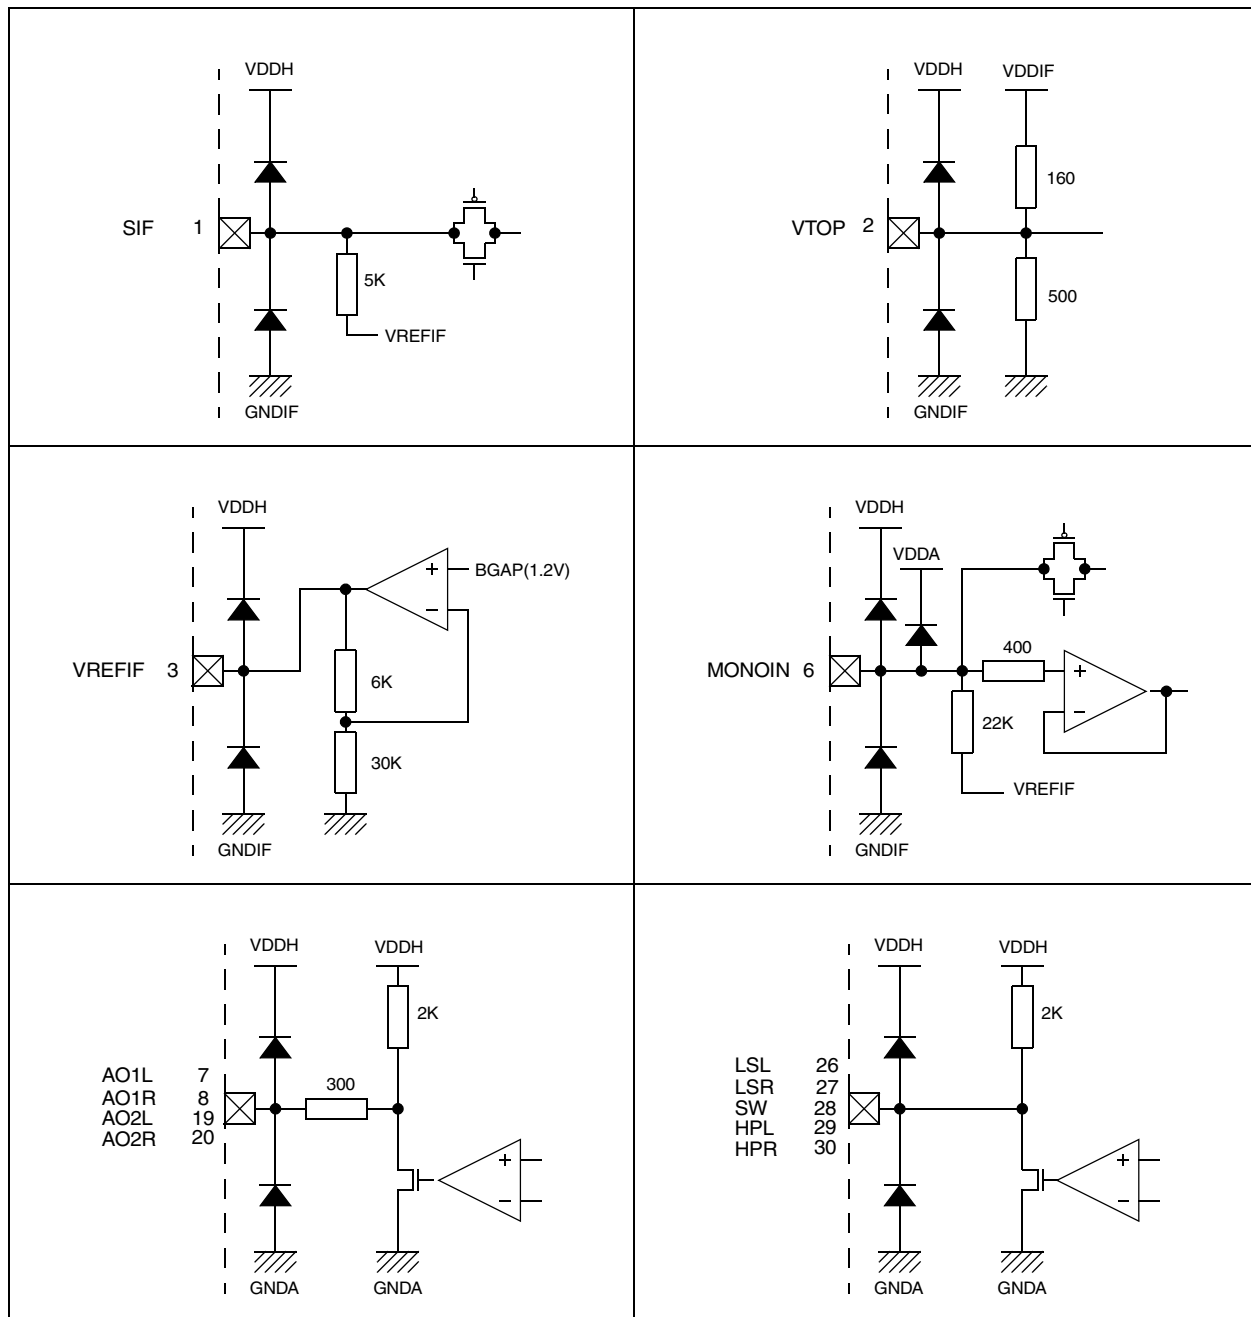 VDDH
SIF 1
5K
VREFIF
GNDIF
VDDH VDDIF
160
VTOP 2
500
GNDIF
VDDH
+ BGAP(1.2V)
−
VREFIF 3
6K
30K
GNDIF
VDDH
VDDA
400
MONOIN 6
+
−
22K
VREFIF
GNDIF
VDDH VDDH
2K
AO1L 7
AO1R 8
AO2L 19
AO2R 20
300
+
−
GNDA GNDA
VDDH VDDH
2K
LSL 26
LSR 27
SW 28
HPL 29
HPR 30
+
−
GNDA GNDA